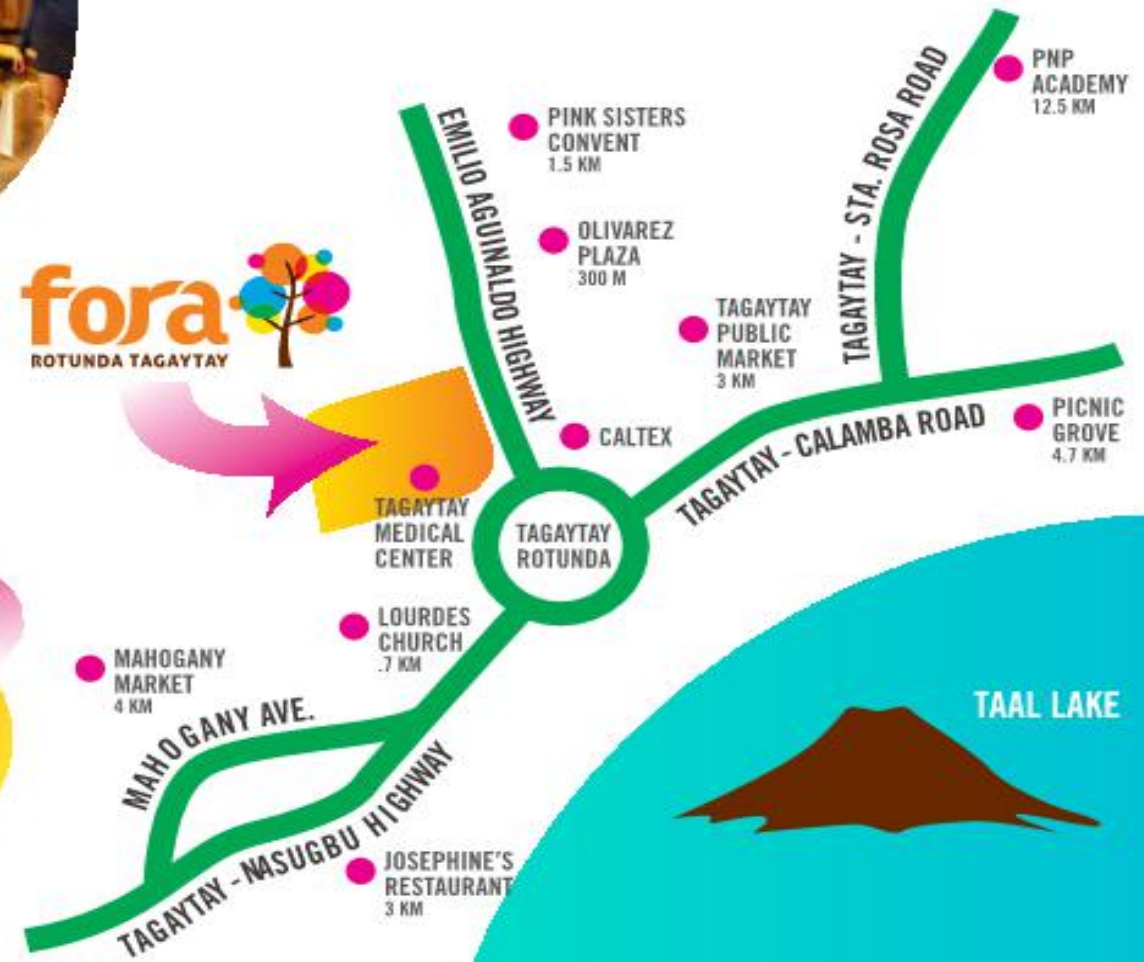 EMILIO AGUINALDO HIGHWAY
PINK SISTERS
CONVENT
1.5 KM
TAGAYTAY - STA. ROSA ROAD
PNP
ACADEMY
12.5 KM
OLIVAREZ
PLAZA
300 M
fora
ROTUNDA TAGAYTAY
TAGAYTAY
PUBLIC
MARKET
3 KM
CALTEX
TAGAYTAY - CALAMBA ROAD
PICNIC
GROVE
4.7 KM
TAGAYTAY
MEDICAL
CENTER
TAGAYTAY
ROTUNDA
LOURDES
CHURCH
.7 KM
MAHOGANY
MARKET
4 KM
MAHOGANY AVE.
TAAL LAKE
TAGAYTAY - NASUGBU HIGHWAY
JOSEPHINE'S
RESTAURANT
3 KM